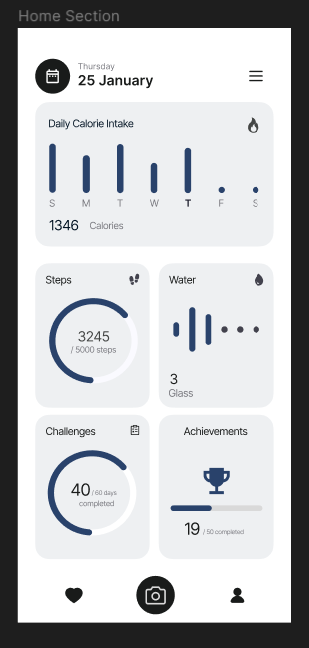 Home Section
Thursday
25 January
Daily Calorie Intake
S M T W T F S
1346 Calories
Steps
3245
/ 5000 steps
Water
3
Glass
Challenges
40 / 60 days
completed
Achievements
19 / 50 completed